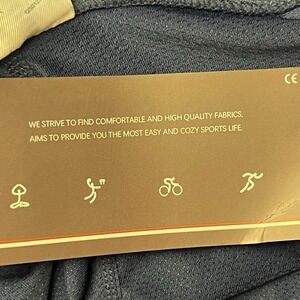 CE
WE STRIVE TO FIND COMFORTABLE AND HIGH QUALITY FABRICS,
AIMS TO PROVIDE YOU THE MOST EASY AND COZY SPORTS LIFE.